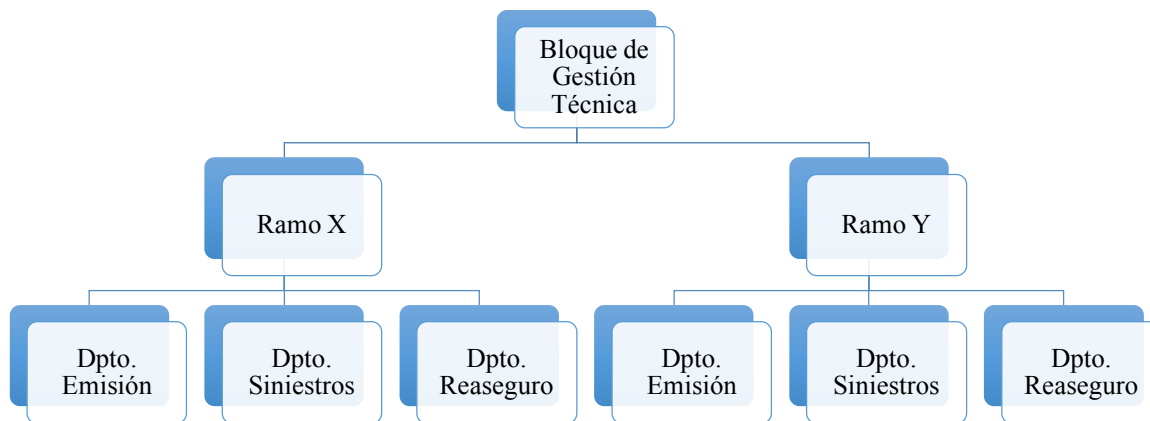 Bloque de
Gestión
Técnica
Ramo X
Ramo Y
Dpto.
Emisión
Dpto.
Siniestros
Dpto.
Reaseguro
Dpto.
Emisión
Dpto.
Siniestros
Dpto.
Reaseguro